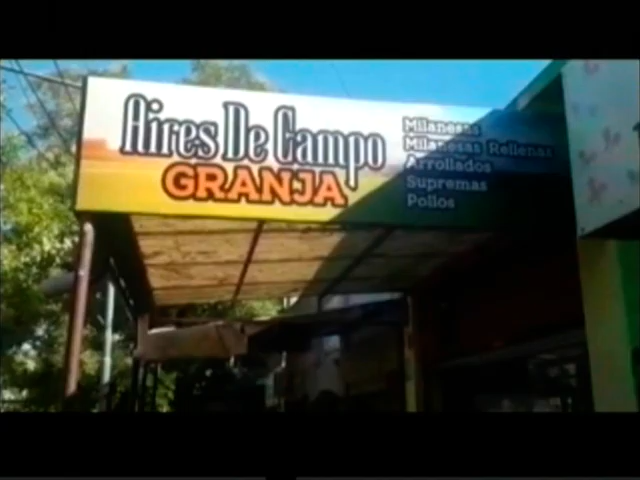 Aires De Campo
GRANJA
Milanesas
Milanesas Rellenas
Arrollados
Supremas
Pollos